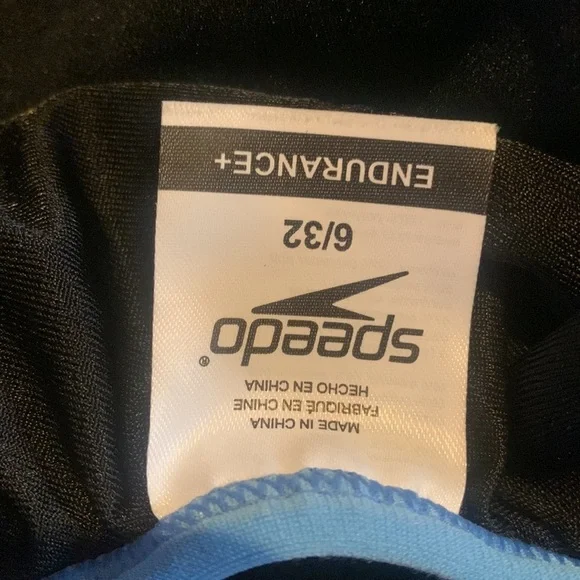 MADE IN CHINA
FABRIQUÉ EN CHINE
HECHO EN CHINA
speedo®
6/32
ENDURANCE+